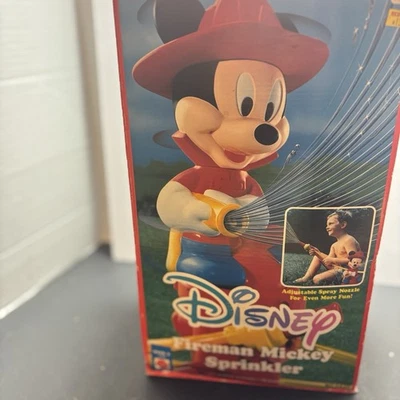 Adjustable Spray Nozzle
For Even More Fun!
DISNEY
Fireman Mickey
Sprinkler